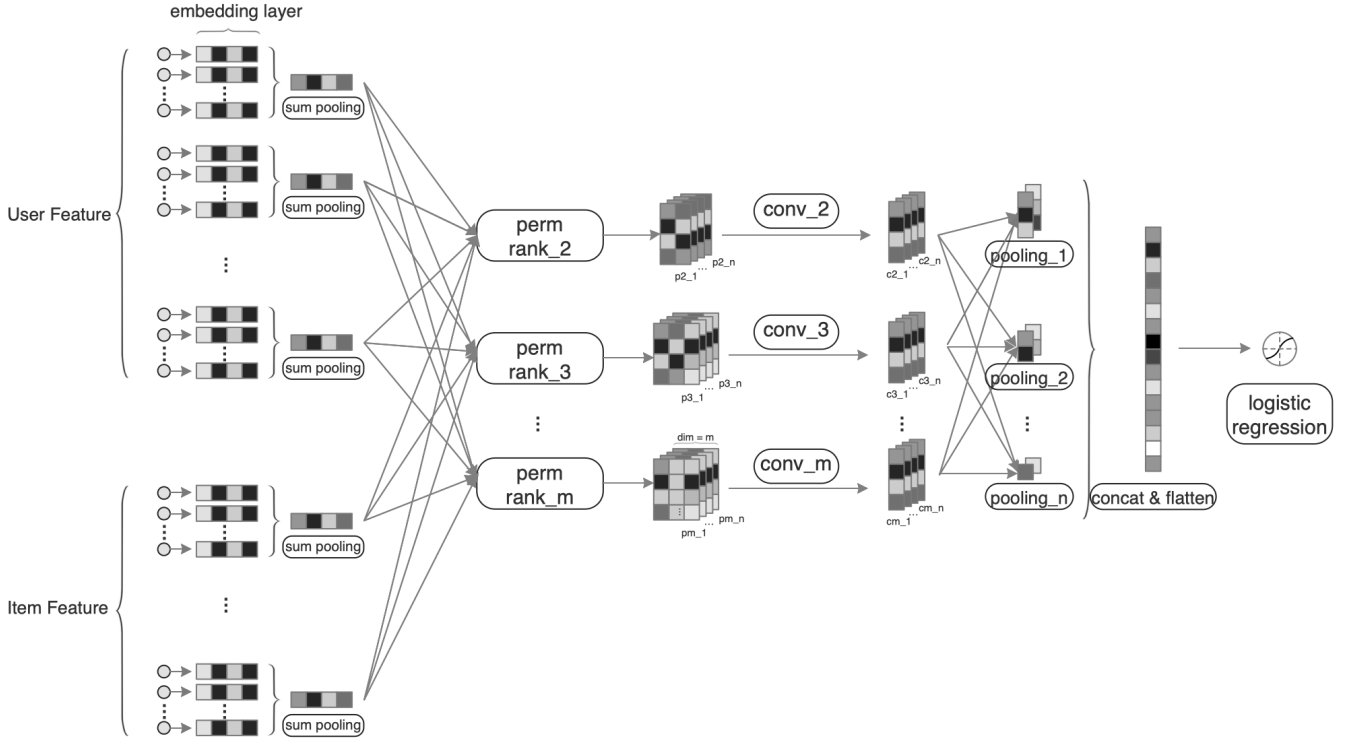 embedding layer
sum pooling
sum pooling
User Feature
sum pooling
sum pooling
Item Feature
sum pooling
perm
rank_2
perm
rank_3
perm
rank_m
p2_1 ... p2_n
p3_1 ... p3_n
dim = m
pm_1 ... pm_n
conv_2
conv_3
conv_m
c2_1 ... c2_n
c3_1 ... c3_n
cm_1 ... cm_n
pooling_1
pooling_2
pooling_n
concat & flatten
logistic
regression